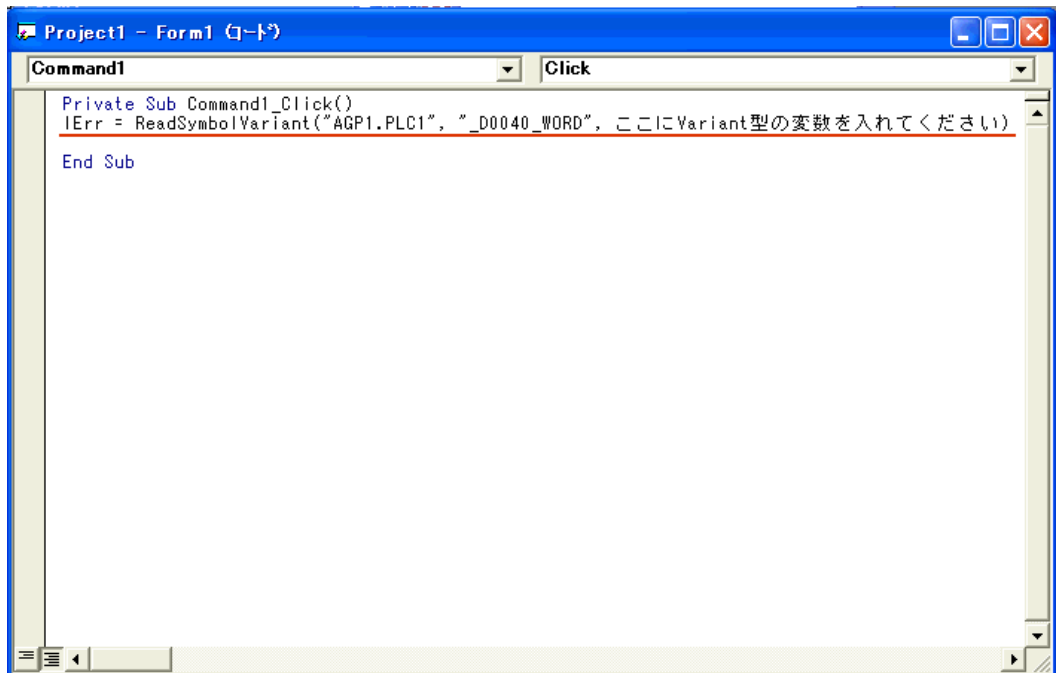 Project1 - Form1 (コード)
Command1
Click
Private Sub Command1_Click()
lErr = ReadSymbolVariant("AGP1.PLC1", "_D0040_WORD", ここにVariant型の変数を入れてください)
End Sub